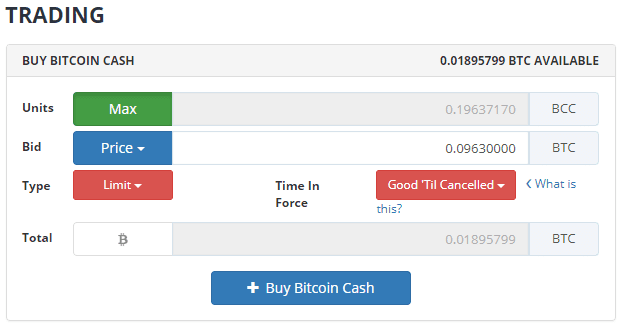 TRADING
BUY BITCOIN CASH 0.01895799 BTC AVAILABLE
Units Max 0.19637170 BCC
Bid Price 0.09630000 BTC
Type Limit Time In Force Good 'Til Cancelled What is this?
Total 0.01895799 BTC
Buy Bitcoin Cash